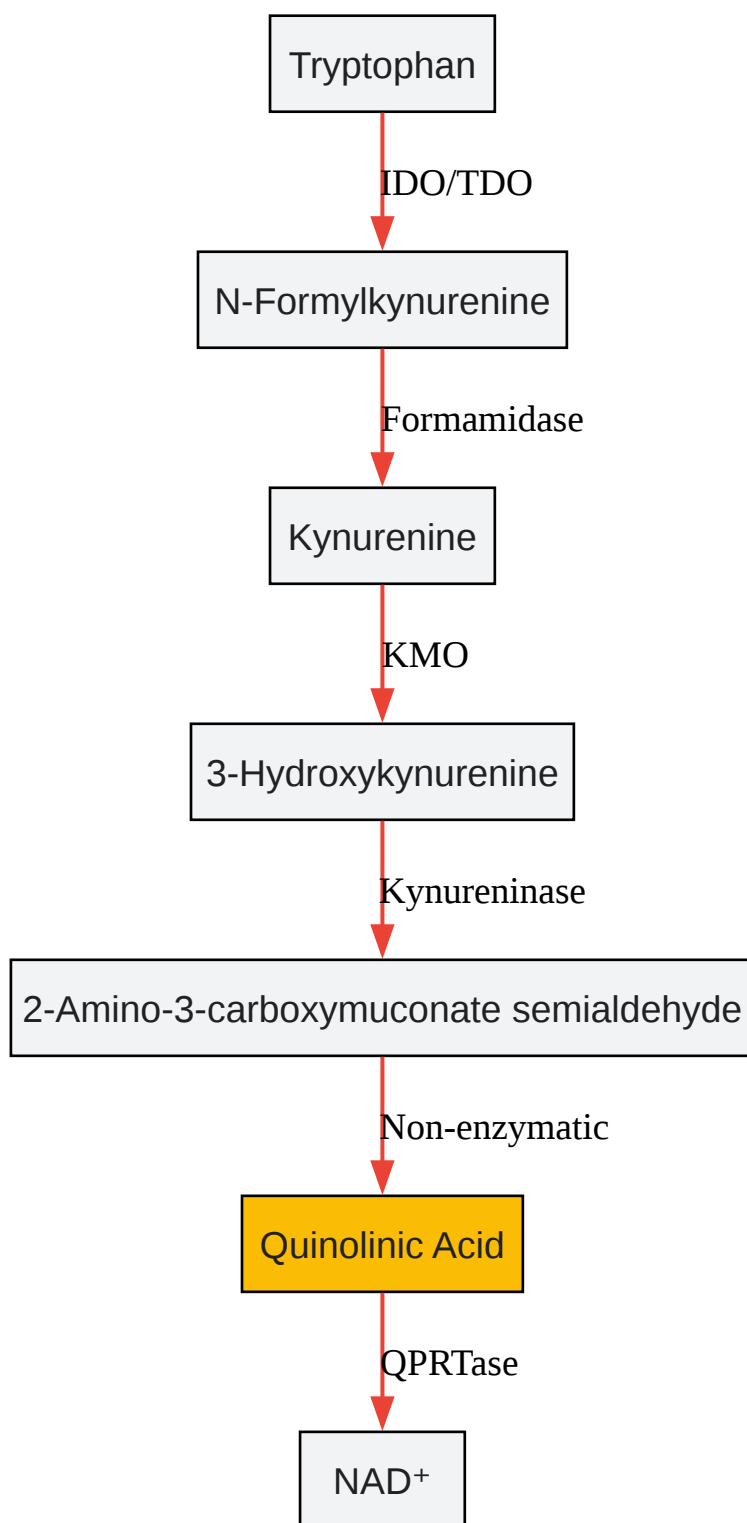 Tryptophan
IDO/TDO
N-Formylkynurenine
Formamidase
Kynurenine
KMO
3-Hydroxykynurenine
Kynureninase
2-Amino-3-carboxymuconate semialdehyde
Non-enzymatic
Quinolinic Acid
QPRTase
NAD⁺